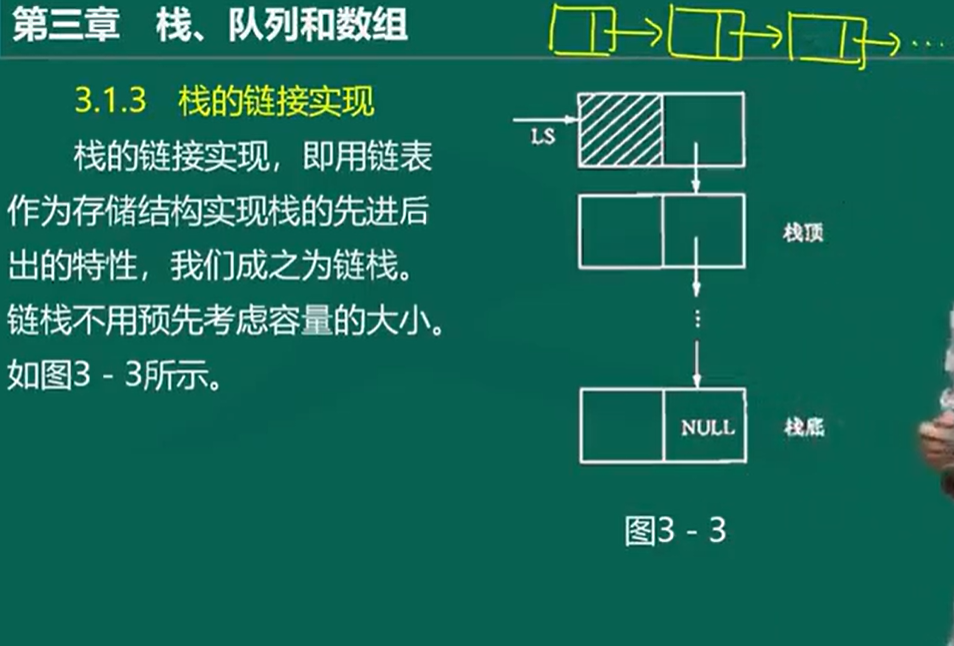 第三章 栈、队列和数组
3.1.3 栈的链接实现
栈的链接实现，即用链表
作为存储结构实现栈的先进后
出的特性，我们成之为链栈。
链栈不用预先考虑容量的大小。
如图3－3所示。
LS
栈顶
⋮
NULL
栈底
图3－3